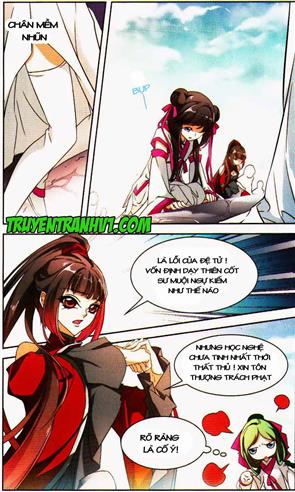 CHÂN MỀM
NHŨN
BỤP
TRUYENTRANHVT.COM
LÀ LỖI CỦA ĐỆ TỬ !
VỐN ĐỊNH DẠY THIÊN CỐT
SƯ MUỘI NGỰ KIẾM
NHƯ THẾ NÀO
NHƯNG HỌC NGHỆ
CHƯA TINH NHẤT THỜI
THẤT THỦ ! XIN TÔN
THƯỢNG TRÁCH PHẠT
RÕ RÀNG
LÀ CỐ Ý!